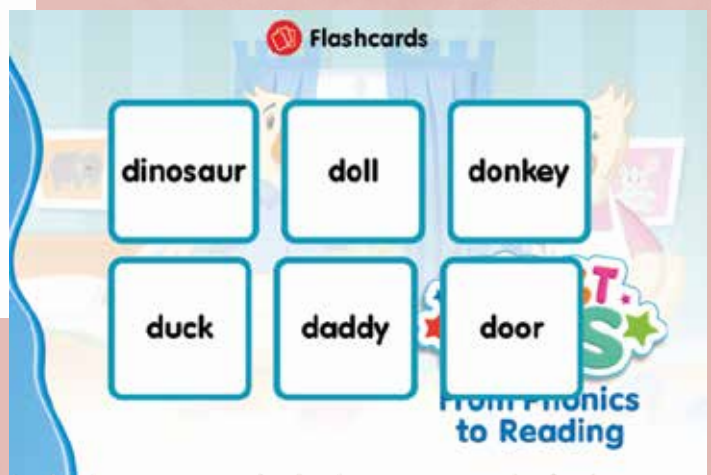 Flashcards
dinosaur doll donkey
duck daddy door
From Phonics
to Reading